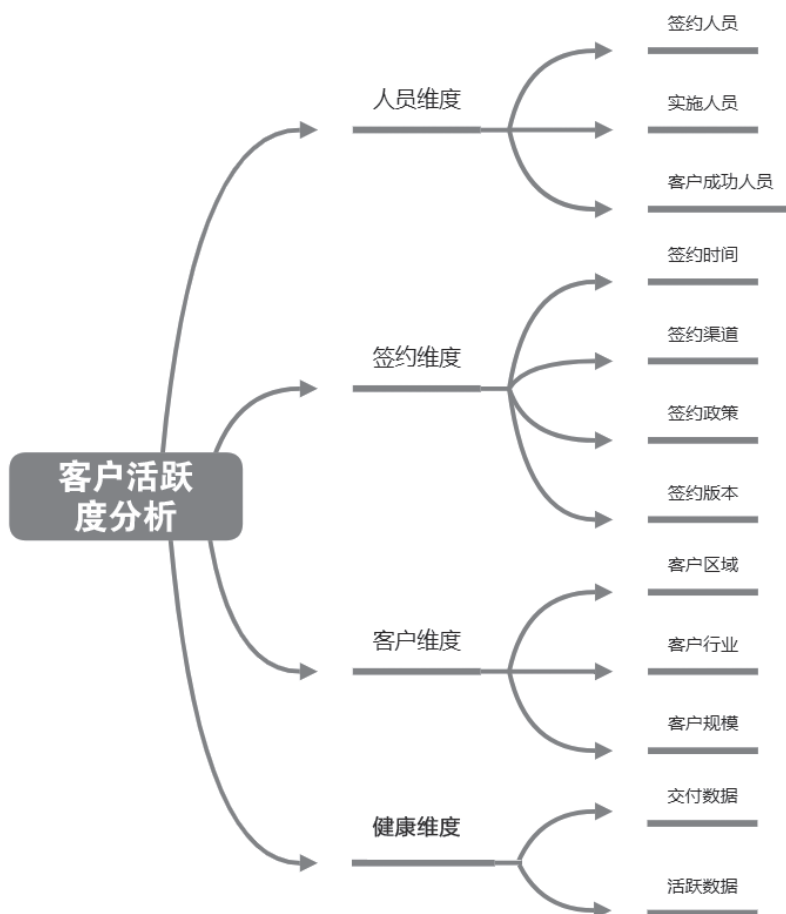 客户活跃
度分析
人员维度
签约人员
实施人员
客户成功人员
签约维度
签约时间
签约渠道
签约政策
签约版本
客户维度
客户区域
客户行业
客户规模
健康维度
交付数据
活跃数据